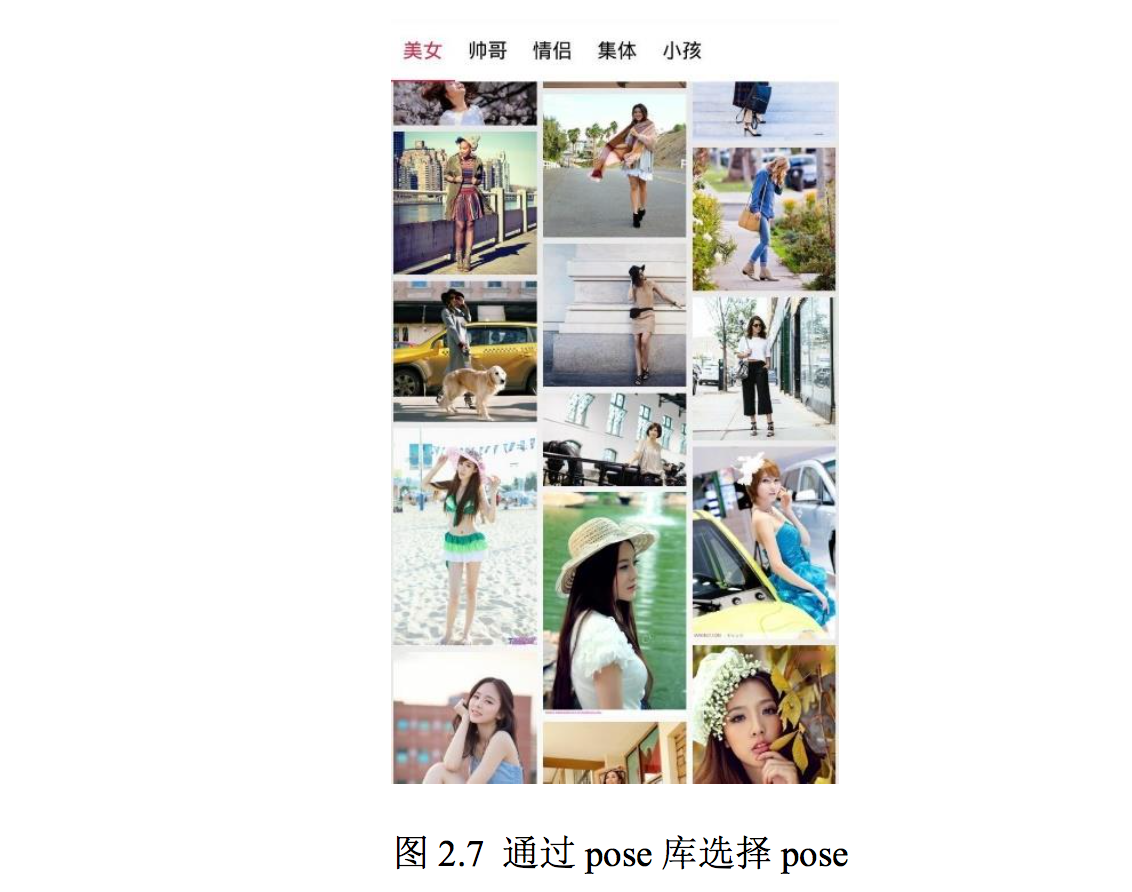 美女 帅哥 情侣 集体 小孩
图 2.7 通过 pose 库选择 pose